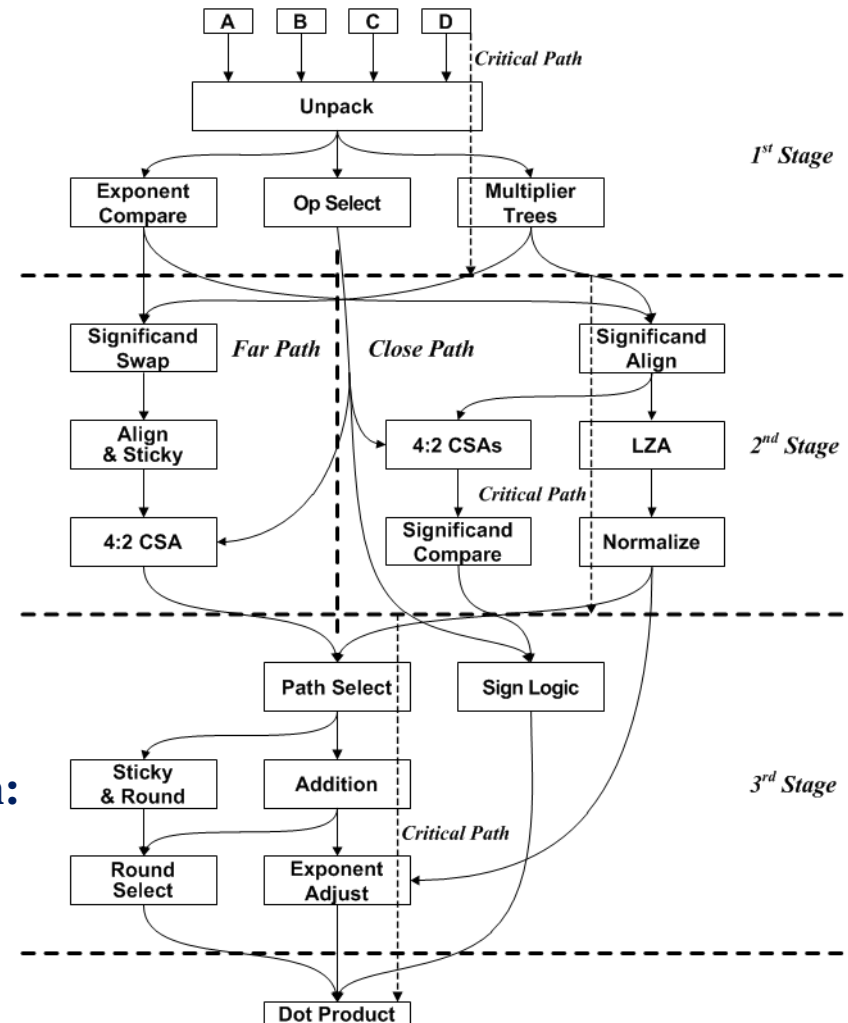 A
B
C
D
Critical Path
Unpack
1st Stage
Exponent
Compare
Op Select
Multiplier
Trees
Significand
Swap
Far Path
Close Path
Significand
Align
Align
& Sticky
4:2 CSAs
LZA
2nd Stage
Critical Path
4:2 CSA
Significand
Compare
Normalize
Path Select
Sign Logic
Sticky
& Round
Addition
3rd Stage
Critical Path
Round
Select
Exponent
Adjust
Dot Product